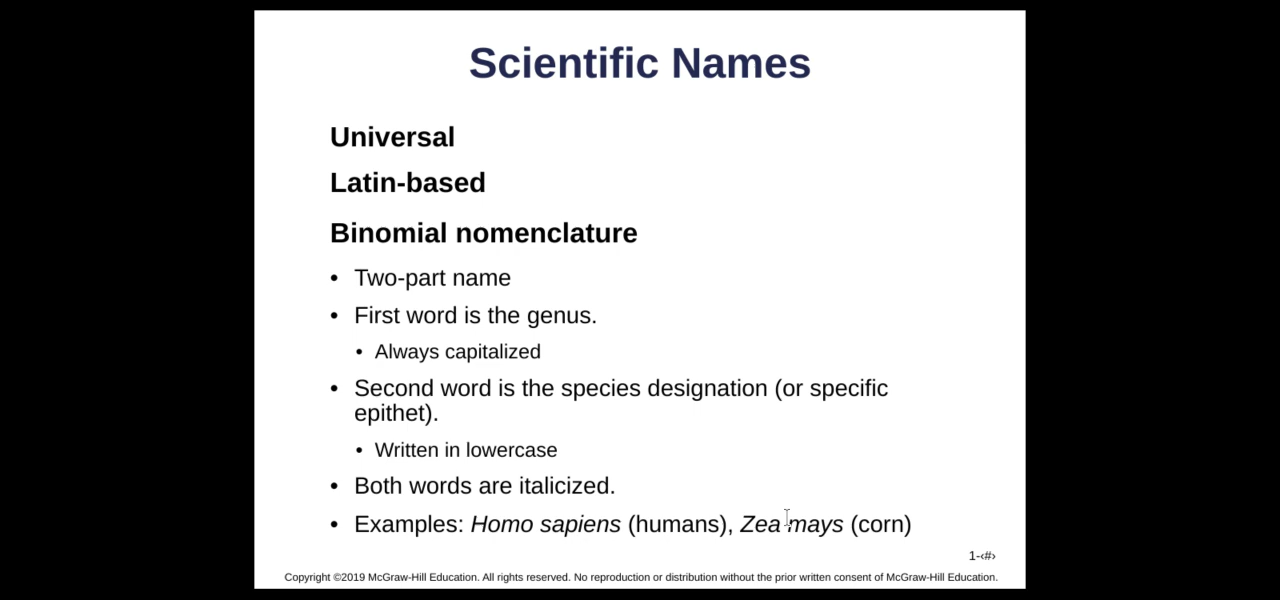 Scientific Names
Universal
Latin-based
Binomial nomenclature
• Two-part name
• First word is the genus.
• Always capitalized
• Second word is the species designation (or specific
epithet).
• Written in lowercase
• Both words are italicized.
• Examples: Homo sapiens (humans), Zea mays (corn)
1-‹#›
Copyright ©2019 McGraw-Hill Education. All rights reserved. No reproduction or distribution without the prior written consent of McGraw-Hill Education.